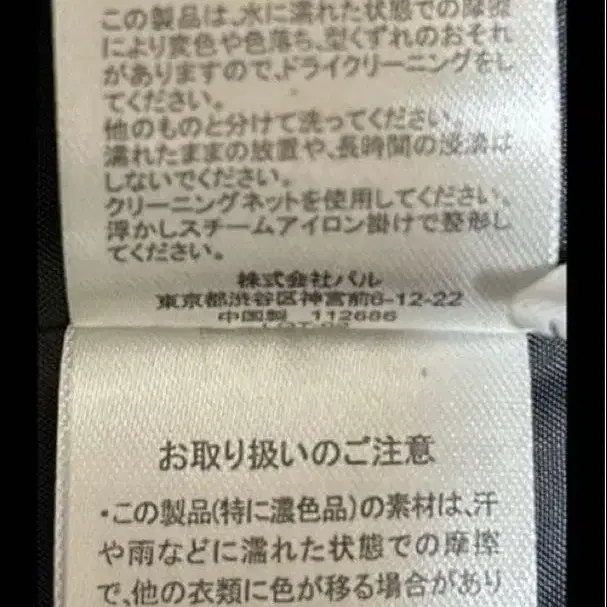 この製品は、水に濡れた状態での摩擦
により変色や色落ち、型くずれのおそれ
がありますので、ドライクリーニングをし
てください。
他のものと分けて洗ってください。
濡れたままの放置や、長時間の浸漬は
しないでください。
クリーニングネットを使用してください。
浮かしスチームアイロン掛けで整形し
てください。
株式会社パル
東京都渋谷区神宮前6-12-22
中国製 112686
お取り扱いのご注意
・この製品(特に濃色品)の素材は、汗
や雨などに濡れた状態での摩擦
で、他の衣類に色が移る場合があり